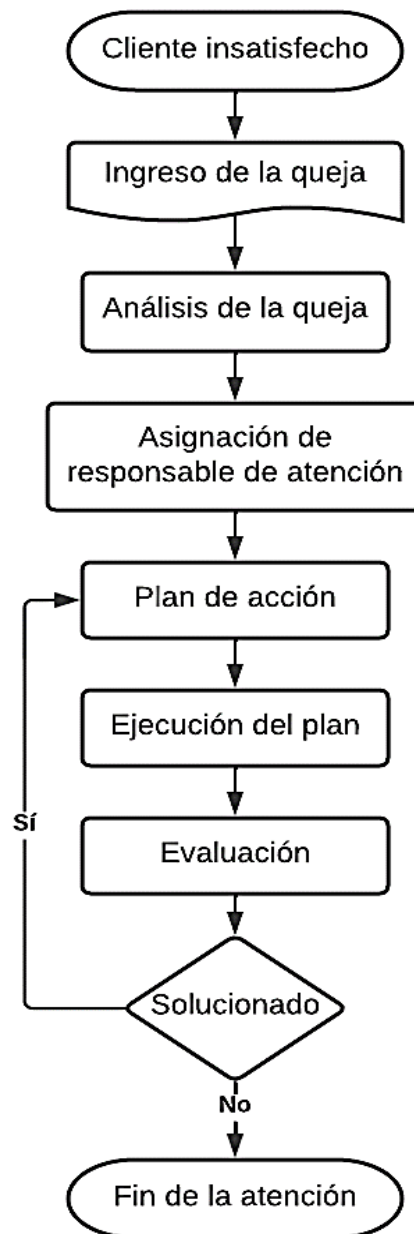 Cliente insatisfecho
Ingreso de la queja
Análisis de la queja
Asignación de
responsable de atención
Plan de acción
Ejecución del plan
Sí
Evaluación
Solucionado
No
Fin de la atención